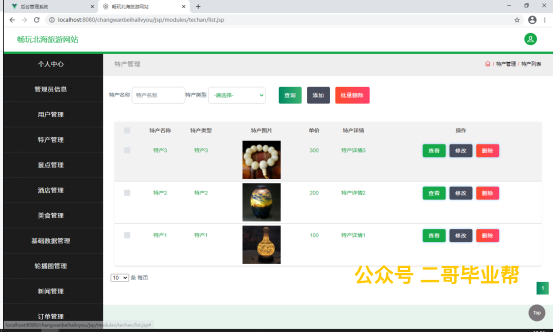 后台管理系统
畅玩北海旅游网站
localhost:8080/changwanbeihailvyou/jsp/modules/techan/list.jsp
畅玩北海旅游网站
个人中心
管理员信息
用户管理
特产管理
景点管理
酒店管理
美食管理
基础数据管理
轮播图管理
新闻管理
订单管理
特产管理
/ 特产管理 / 特产列表
特产名称 特产名称 特产类型 -请选择- 查询 添加 批量删除
特产名称 特产类型 特产图片 单价 特产详情 操作
特产3 特产3 300 特产详情3 查看 修改 删除
特产2 特产2 200 特产详情2 查看 修改 删除
特产1 特产1 100 特产详情1 查看 修改 删除
10 条 每页
公众号 二哥毕业帮
1
Top
localhost:8080/changwanbeihailvyou/jsp/modules/techan/list.jsp#